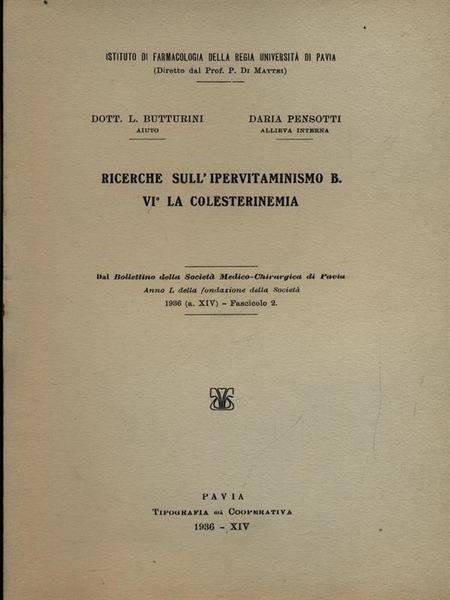 ISTITUTO DI FARMACOLOGIA DELLA REGIA UNIVERSITÀ DI PAVIA
(Diretto dal Prof. P. DI MATTEI)
DOTT. L. BUTTURINI
AIUTO
DARIA PENSOTTI
ALLIEVA INTERNA
RICERCHE SULL'IPERVITAMINISMO B.
VI° LA COLESTERINEMIA
Dal Bollettino della Società Medico-Chirurgica di Pavia
Anno L della fondazione della Società
1936 (a. XIV) - Fascicolo 2.
PAVIA
TIPOGRAFIA già COOPERATIVA
1936 - XIV